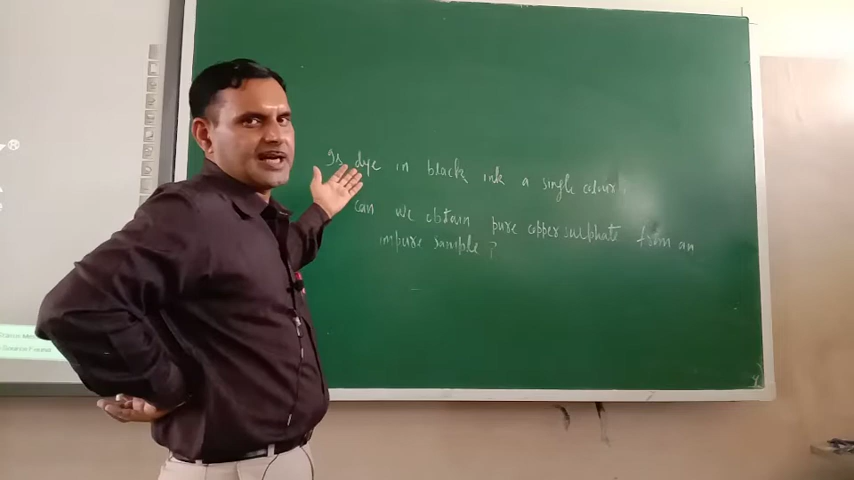 Is dye in black ink a single colour.
can we obtain pure copper sulphate from an
impure sample ?